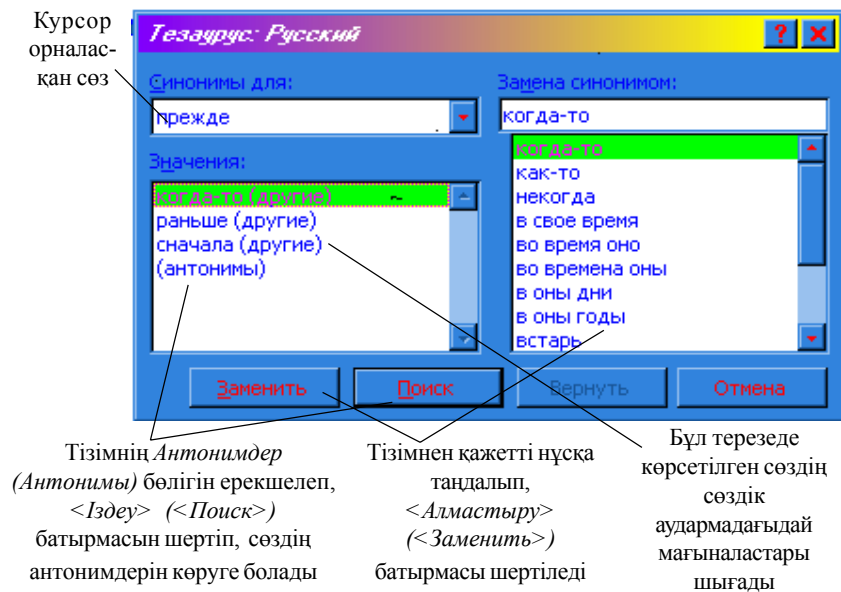 Курсор
орналас-
қан сөз
Тезаурус: Русский
? ×
Синонимы для:
прежде
Значения:
когда-то (другие) ~
раньше (другие)
сначала (другие)
(антонимы)
Замена синонимом:
когда-то
когда-то
как-то
некогда
в свое время
во время оно
во времена оны
в оны дни
в оны годы
встарь
Заменить
Поиск
Вернуть
Отмена
Тізімнің Антонимдер
(Антонимы) бөлігін ерекшелеп,
<Іздеу> (<Поиск>)
батырмасын шертіп, сөздің
антонимдерін көруге болады
Тізімнен қажетті нұсқа
таңдалып,
<Алмастыру>
(<Заменить>)
батырмасы шертіледі
Бұл терезеде
көрсетілген сөздің
сөздік
аудармадағыдай
мағыналастары
шығады